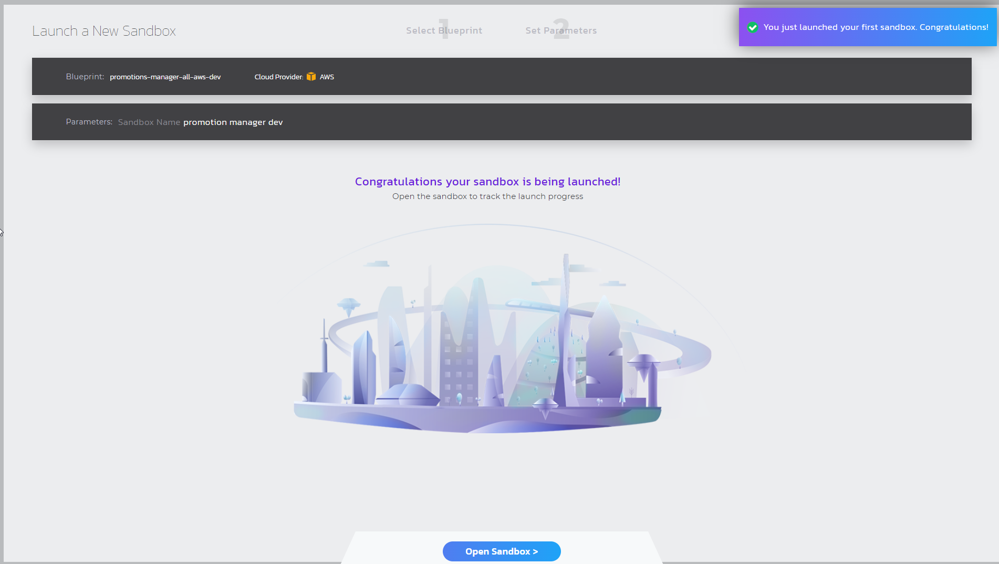 Launch a New Sandbox
1
Select Blueprint
2
Set Parameters
You just launched your first sandbox. Congratulations!
Blueprint: promotions-manager-all-aws-dev Cloud Provider: AWS
Parameters: Sandbox Name promotion manager dev
Congratulations your sandbox is being launched!
Open the sandbox to track the launch progress
Open Sandbox >